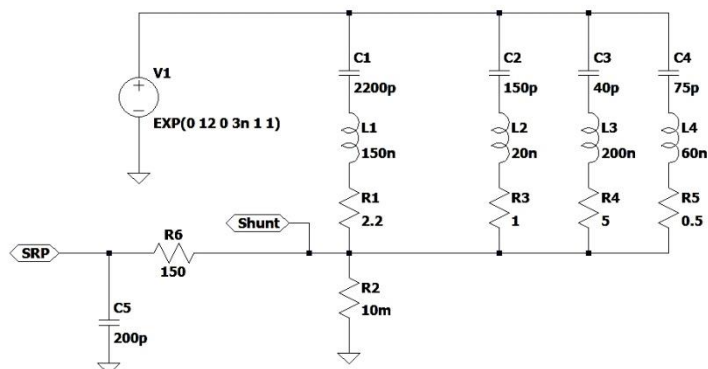 C1
2200p
C2
150p
C3
40p
C4
75p
V1
EXP(0 12 0 3n 1 1)
L1
150n
L2
20n
L3
200n
L4
60n
R1
2.2
R3
1
R4
5
R5
0.5
Shunt
SRP
R6
150
R2
10m
C5
200p